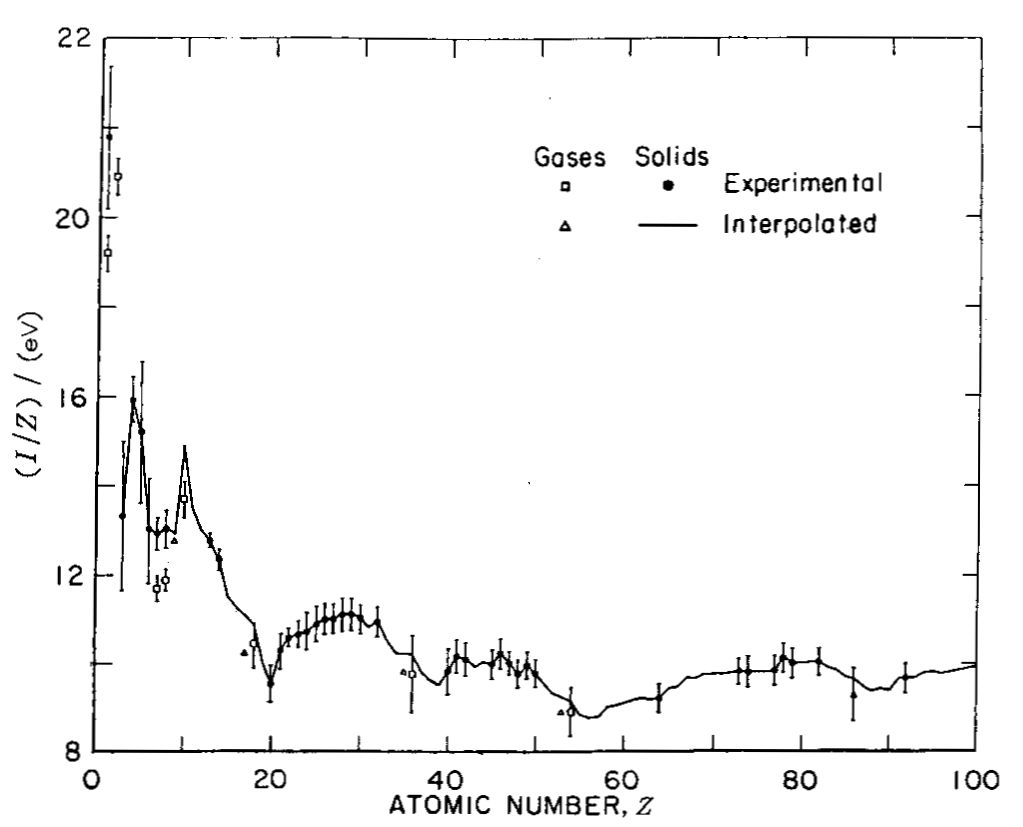 22
Gases Solids
Experimental
20
Interpolated
(I/Z) / (eV)
16
12
8
0 20 40 60 80 100
ATOMIC NUMBER, Z